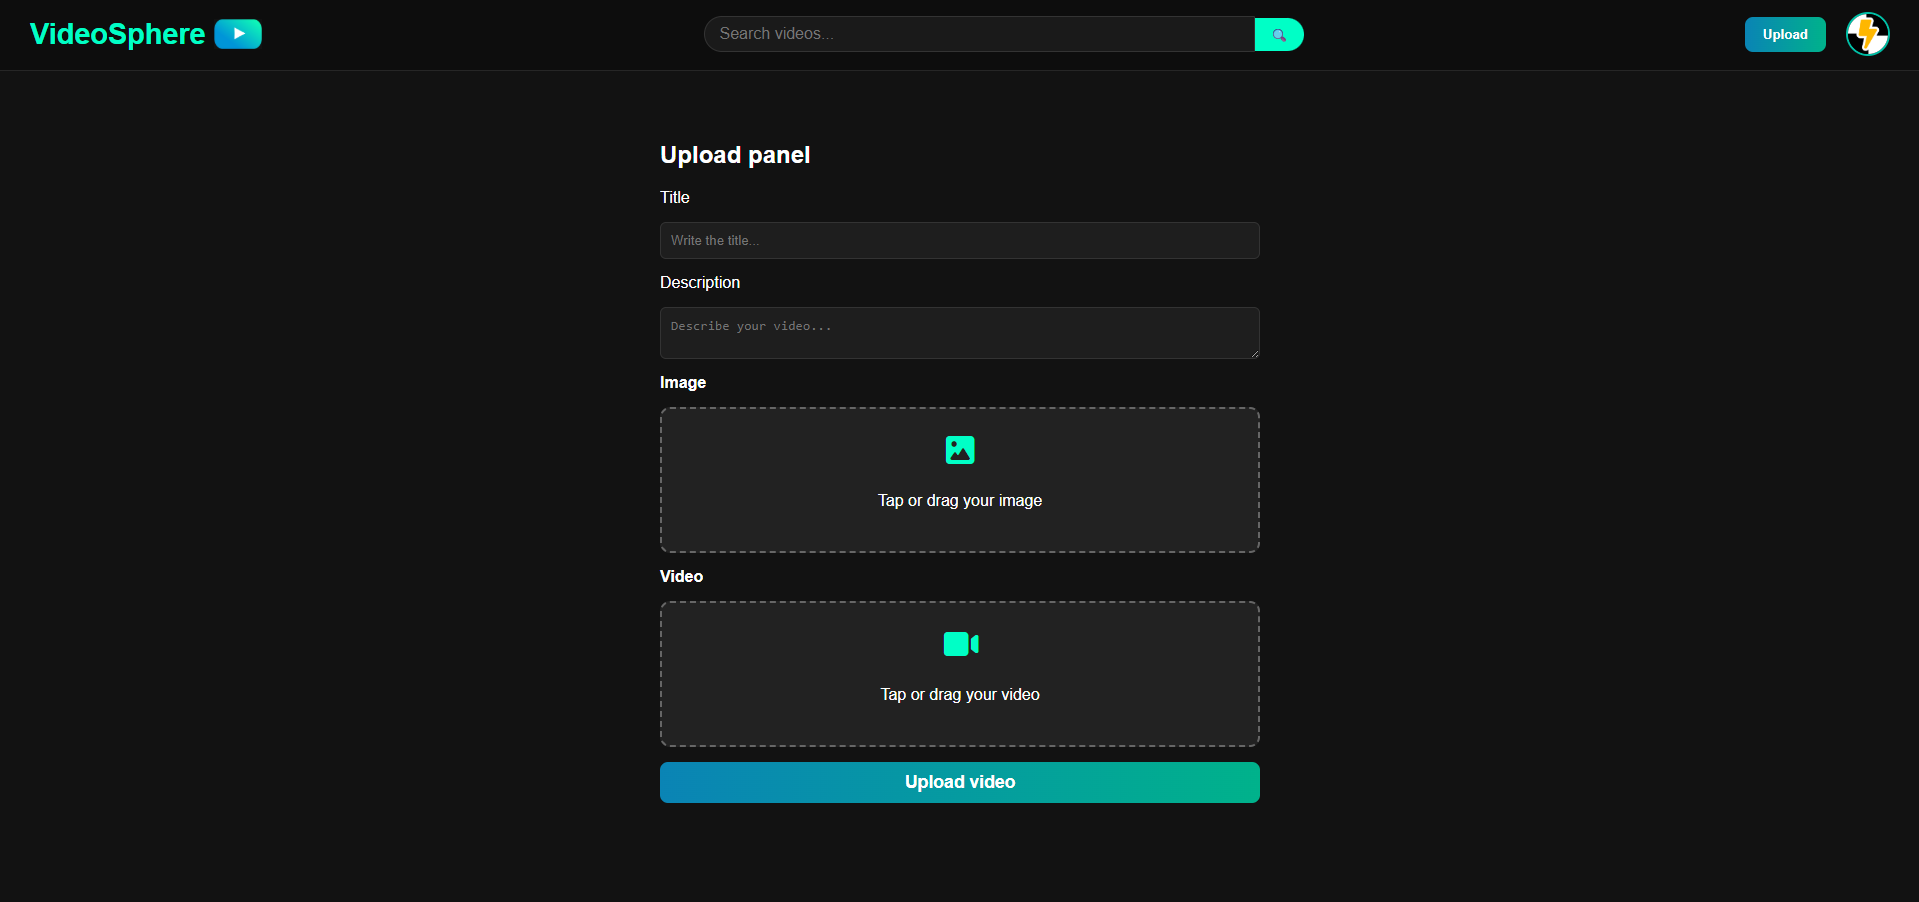 VideoSphere
Search videos...
Upload
Upload panel
Title
Write the title...
Description
Describe your video...
Image
Tap or drag your image
Video
Tap or drag your video
Upload video